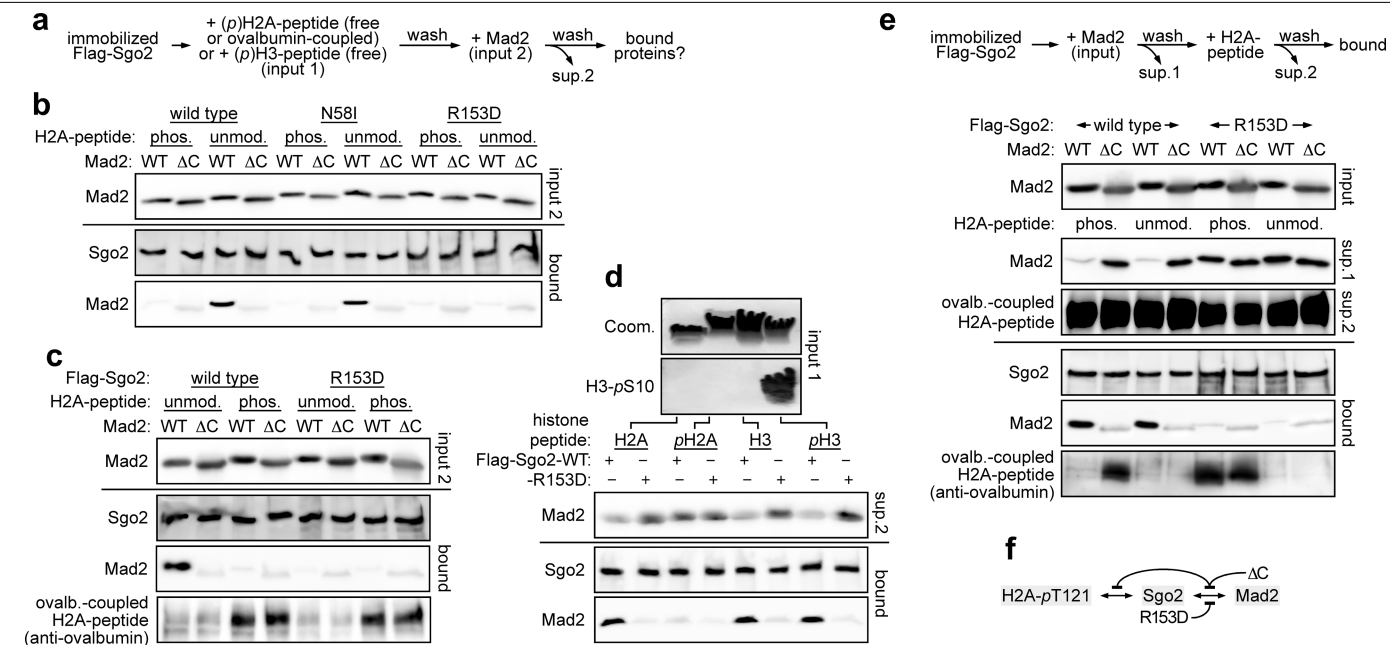 a
immobilized
Flag-Sgo2
+ (p)H2A-peptide (free
or ovalbumin-coupled)
or + (p)H3-peptide (free)
(input 1)
wash
+ Mad2
(input 2)
wash
sup.2
bound
proteins?
b
wild type N58I R153D
H2A-peptide: phos. unmod. phos. unmod. phos. unmod.
Mad2: WT ΔC WT ΔC WT ΔC WT ΔC WT ΔC WT ΔC
Mad2
input 2
Sgo2
Mad2
bound
c
Flag-Sgo2: wild type R153D
H2A-peptide: unmod. phos. unmod. phos.
Mad2: WT ΔC WT ΔC WT ΔC WT ΔC
Mad2
input 2
Sgo2
Mad2
ovalb.-coupled
H2A-peptide
(anti-ovalbumin)
bound
d
Coom.
H3-pS10
input 1
histone
peptide: H2A pH2A H3 pH3
Flag-Sgo2-WT: + – + – + – + –
-R153D: – + – + – + – +
Mad2
sup.2
Sgo2
Mad2
bound
e
immobilized
Flag-Sgo2
+ Mad2
(input)
wash
sup.1
+ H2A-
peptide
wash
sup.2
bound
Flag-Sgo2: wild type R153D
Mad2: WT ΔC WT ΔC WT ΔC WT ΔC
Mad2
input
H2A-peptide: phos. unmod. phos. unmod.
Mad2
sup.1
ovalb.-coupled
H2A-peptide
sup.2
Sgo2
Mad2
ovalb.-coupled
H2A-peptide
(anti-ovalbumin)
bound
f
ΔC
H2A-pT121 Sgo2 Mad2
R153D